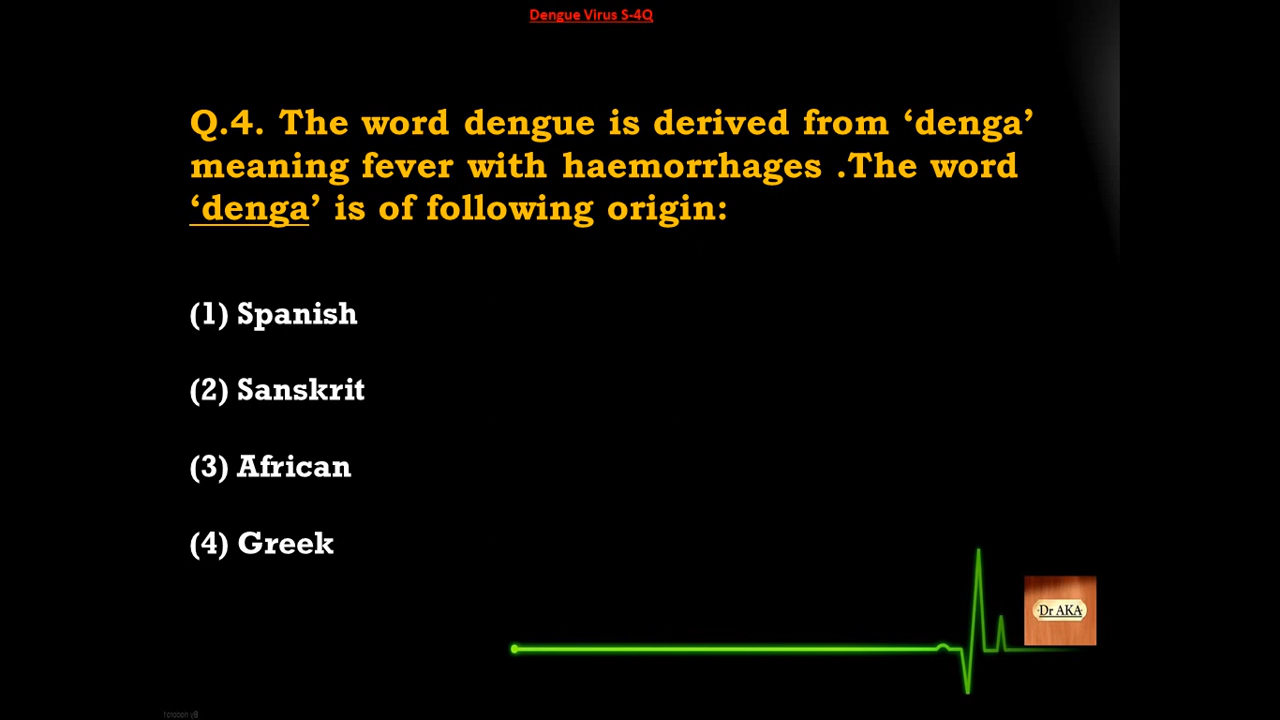 Dengue Virus S-4Q
Q.4. The word dengue is derived from ‘denga’
meaning fever with haemorrhages .The word
‘denga’ is of following origin:
(1) Spanish
(2) Sanskrit
(3) African
(4) Greek
Dr AKA